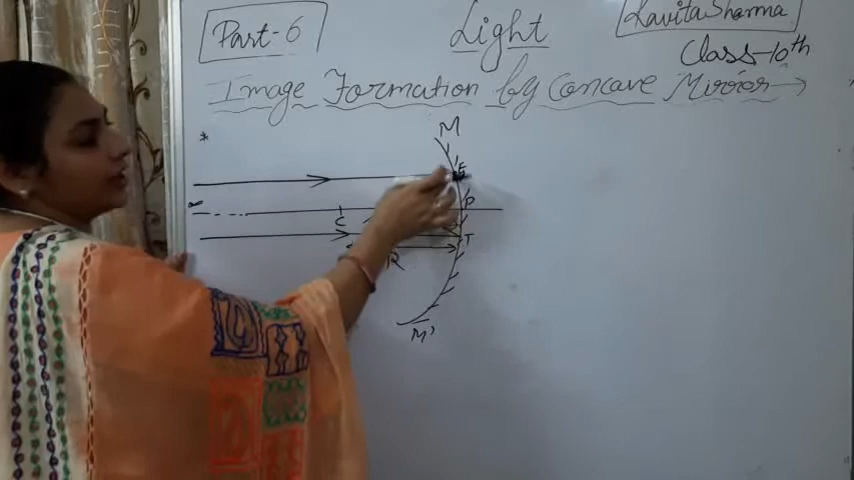 Part-6
Light
Kavita Sharma
Class-10th
Image Formation by Concave Mirror
*
M
E
∞
C
P
T
R
M'